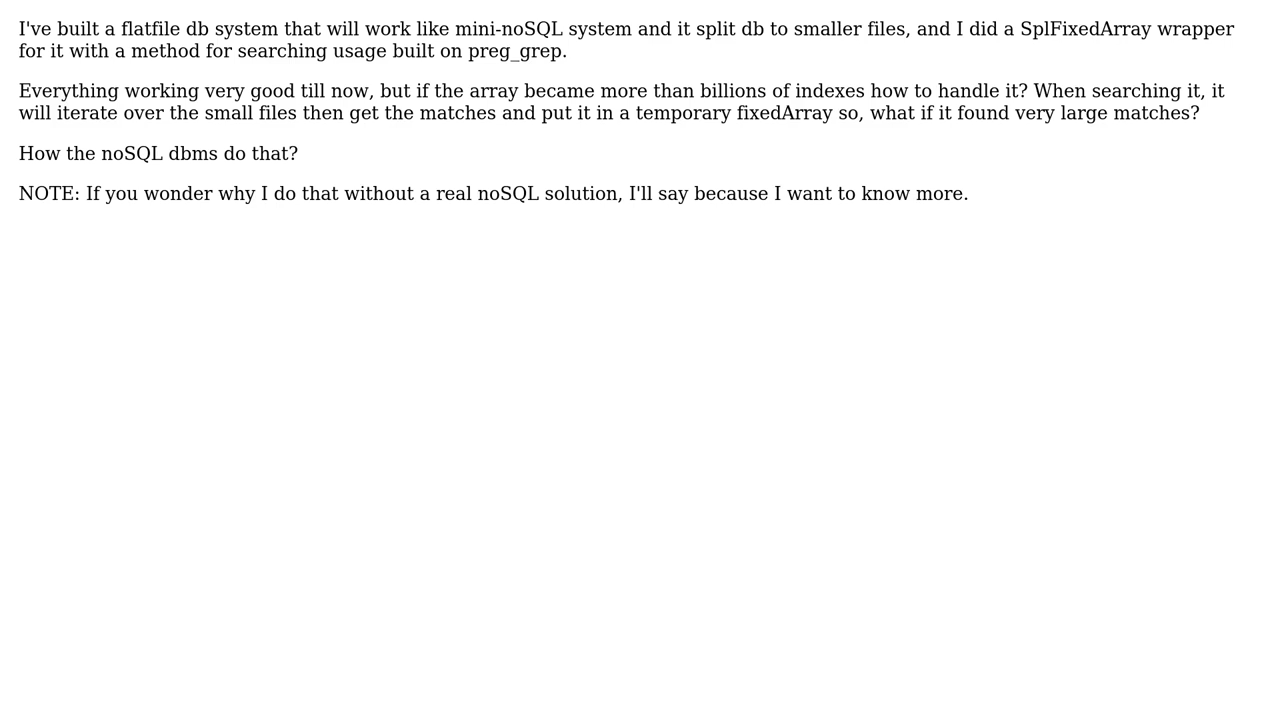 I've built a flatfile db system that will work like mini-noSQL system and it split db to smaller files, and I did a SplFixedArray wrapper
for it with a method for searching usage built on preg_grep.
Everything working very good till now, but if the array became more than billions of indexes how to handle it? When searching it, it
will iterate over the small files then get the matches and put it in a temporary fixedArray so, what if it found very large matches?
How the noSQL dbms do that?
NOTE: If you wonder why I do that without a real noSQL solution, I'll say because I want to know more.